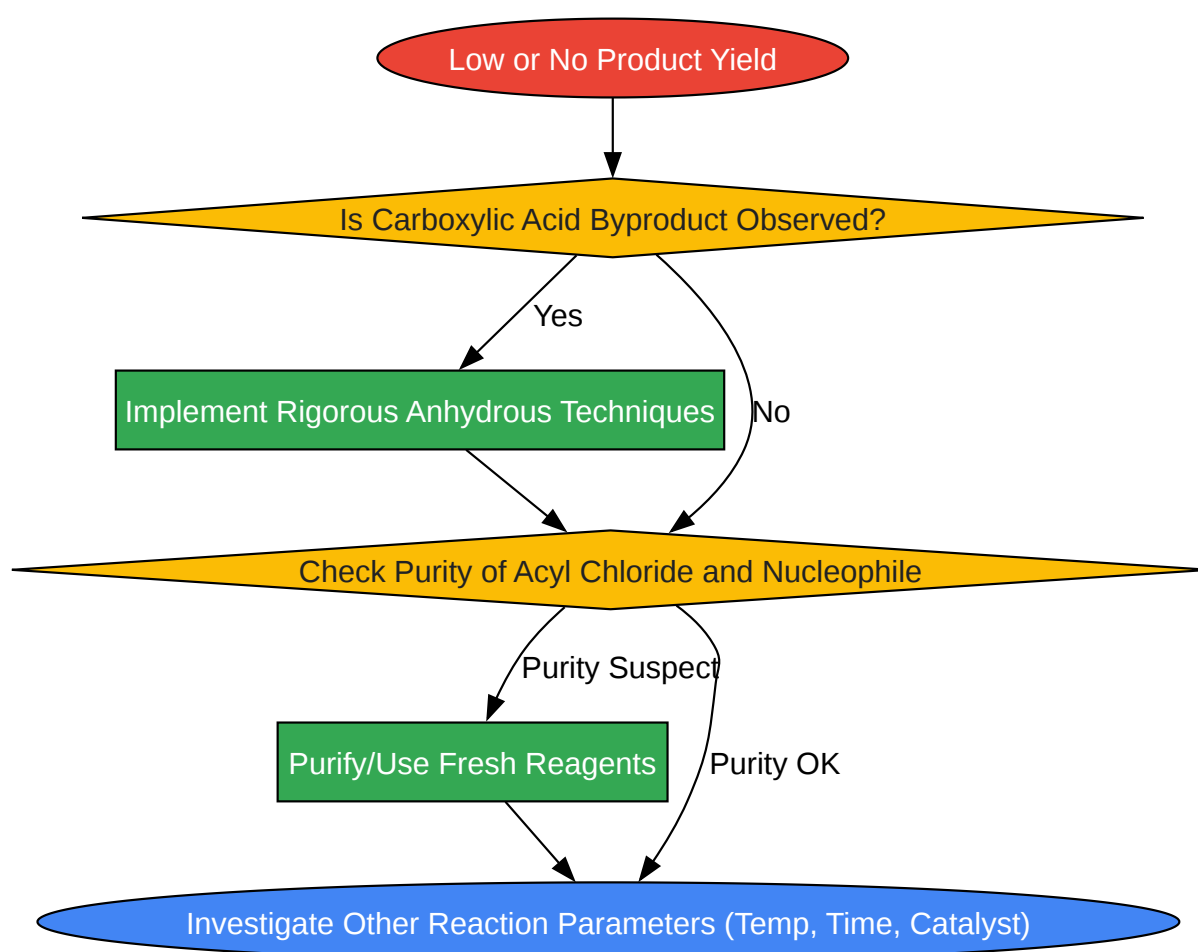 Low or No Product Yield
Is Carboxylic Acid Byproduct Observed?
Yes
Implement Rigorous Anhydrous Techniques
No
Check Purity of Acyl Chloride and Nucleophile
Purity Suspect
Purify/Use Fresh Reagents
Purity OK
Investigate Other Reaction Parameters (Temp, Time, Catalyst)